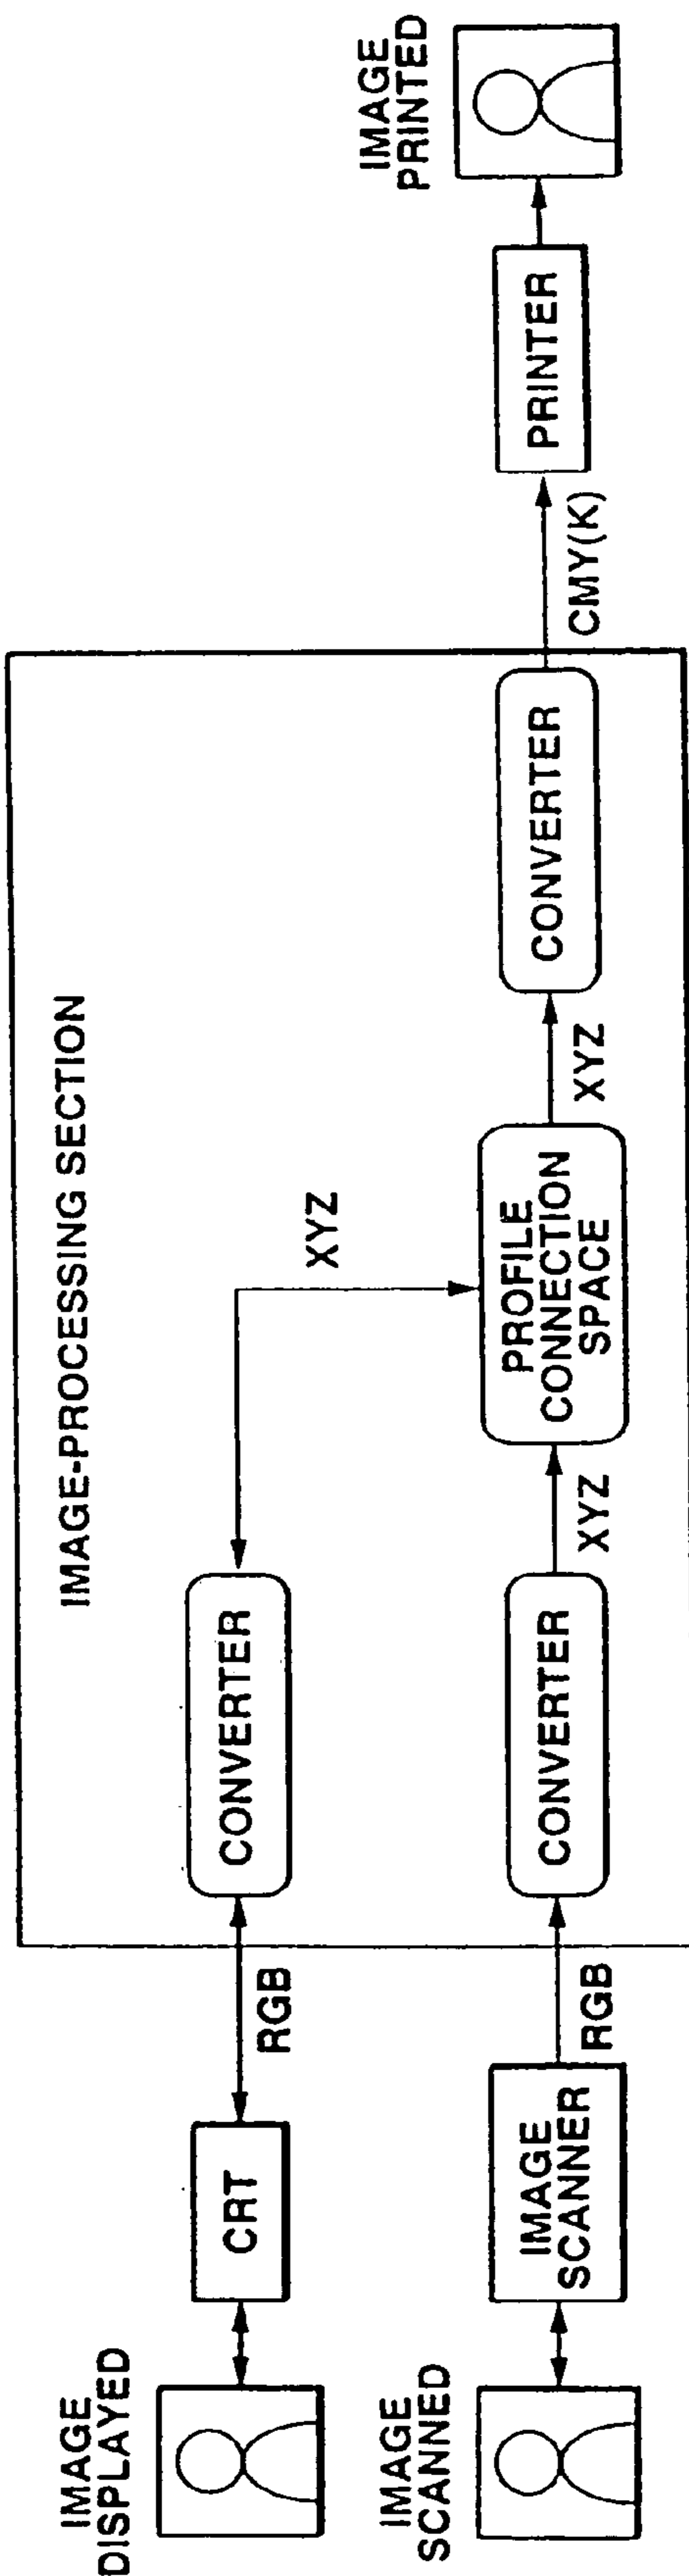 IMAGE
DISPLAYED
CRT
RGB
CONVERTER
XYZ
IMAGE-PROCESSING SECTION
IMAGE
SCANNED
IMAGE
SCANNER
RGB
CONVERTER
XYZ
PROFILE
CONNECTION
SPACE
XYZ
CONVERTER
CMY(K)
PRINTER
IMAGE
PRINTED